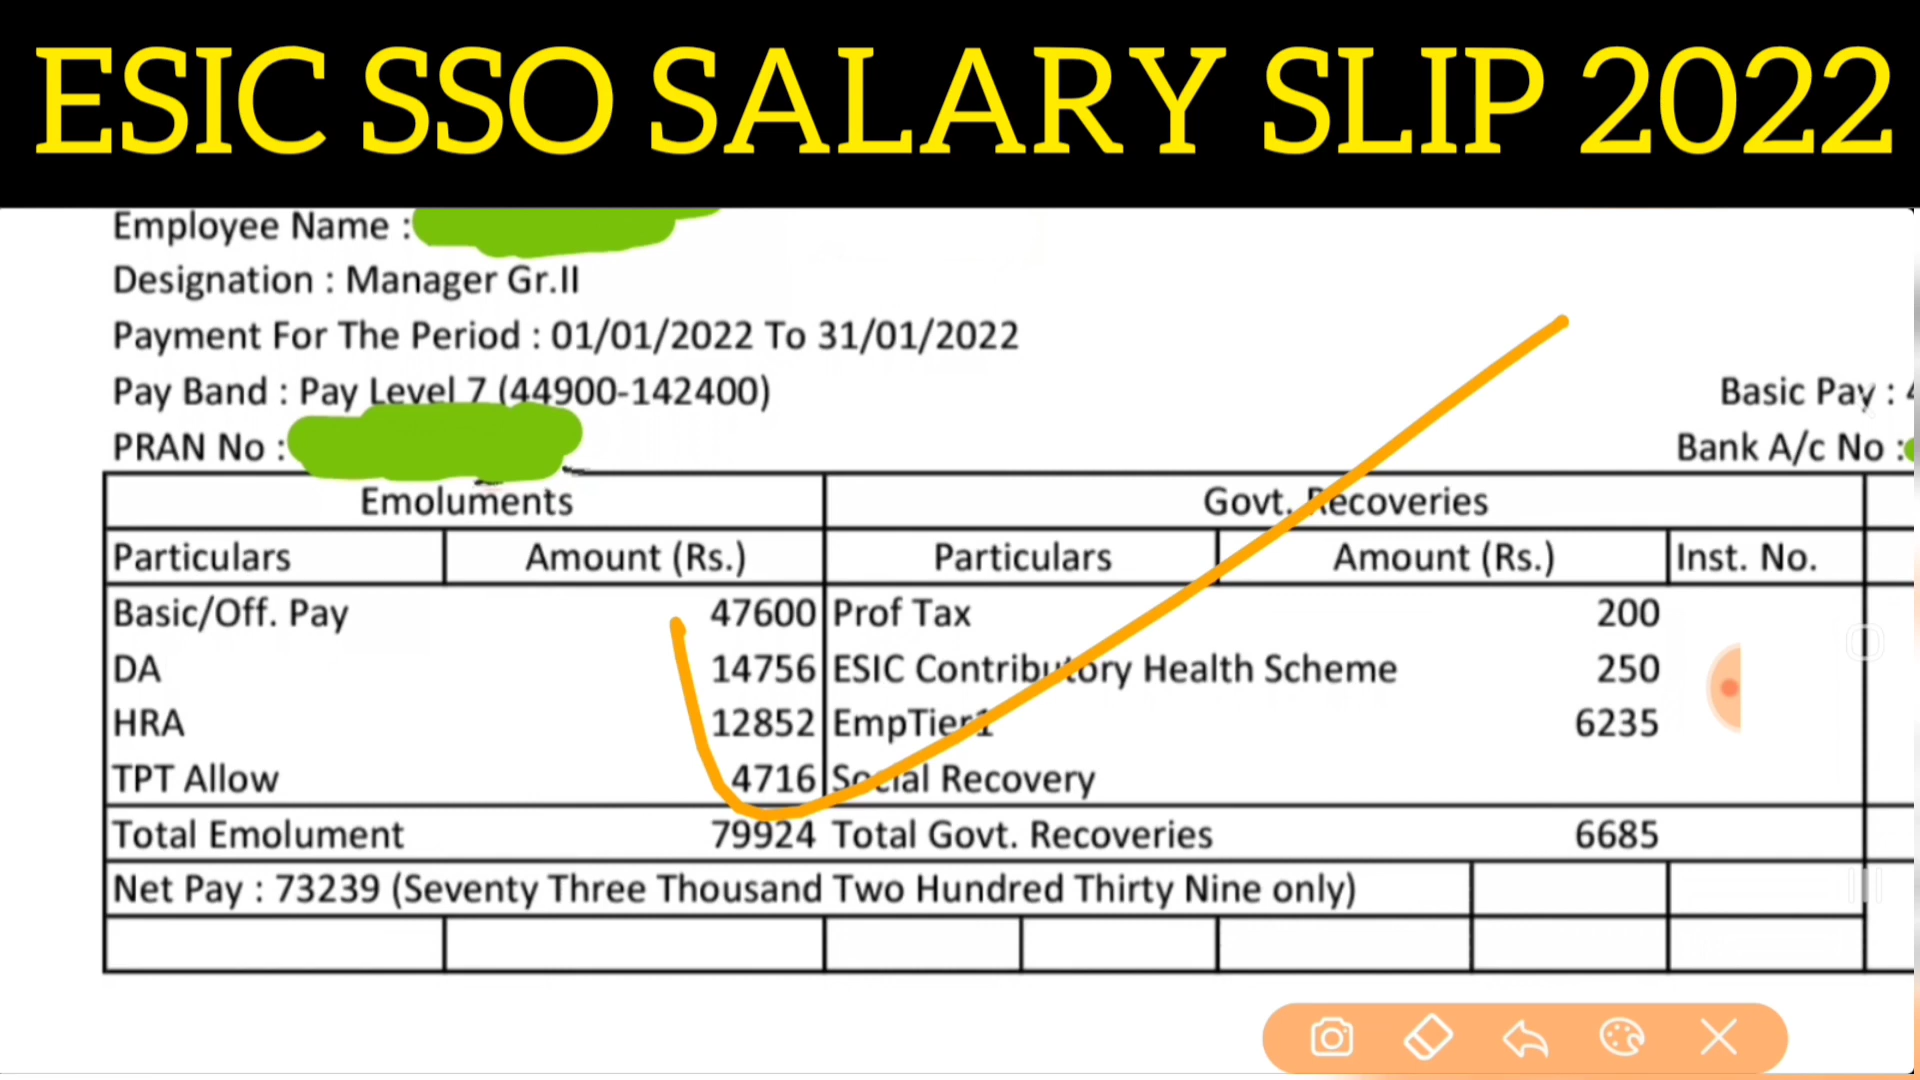 ESIC SSO SALARY SLIP 2022
Employee Name :
Designation : Manager Gr.II
Payment For The Period : 01/01/2022 To 31/01/2022
Pay Band : Pay Level 7 (44900-142400) Basic Pay :
PRAN No : Bank A/c No :
Emoluments Govt. Recoveries
Particulars Amount (Rs.) Particulars Amount (Rs.) Inst. No.
Basic/Off. Pay 47600 Prof Tax 200
DA 14756 ESIC Contributory Health Scheme 250
HRA 12852 EmpTier1 6235
TPT Allow 4716 Social Recovery
Total Emolument 79924 Total Govt. Recoveries 6685
Net Pay : 73239 (Seventy Three Thousand Two Hundred Thirty Nine only)